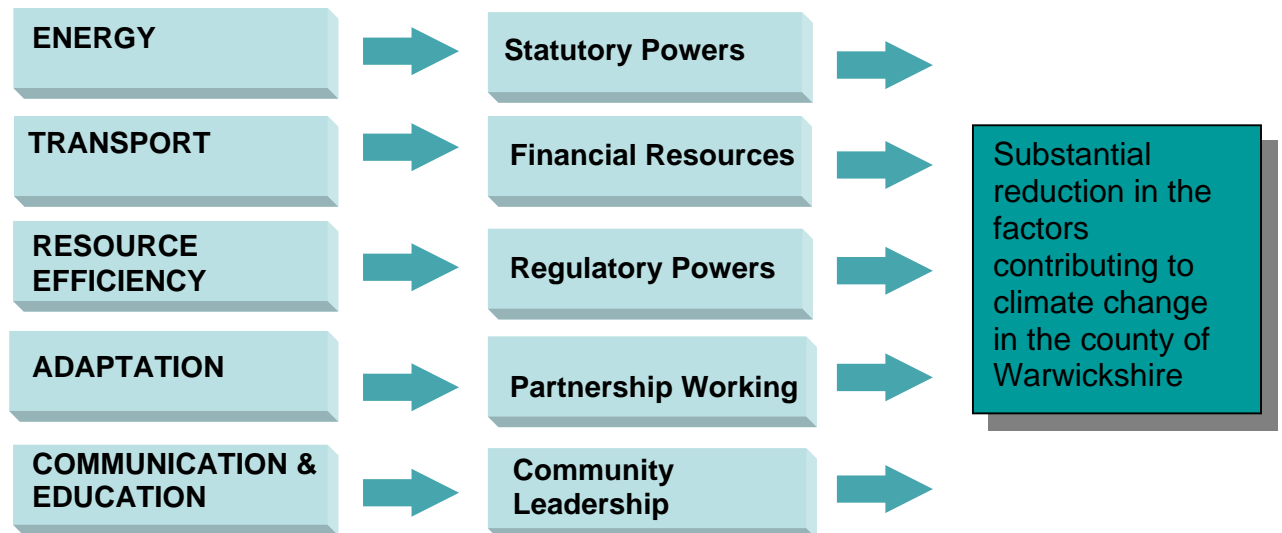 ENERGY
Statutory Powers
TRANSPORT
Financial Resources
RESOURCE
EFFICIENCY
Regulatory Powers
ADAPTATION
Partnership Working
COMMUNICATION &
EDUCATION
Community
Leadership
Substantial
reduction in the
factors
contributing to
climate change
in the county of
Warwickshire